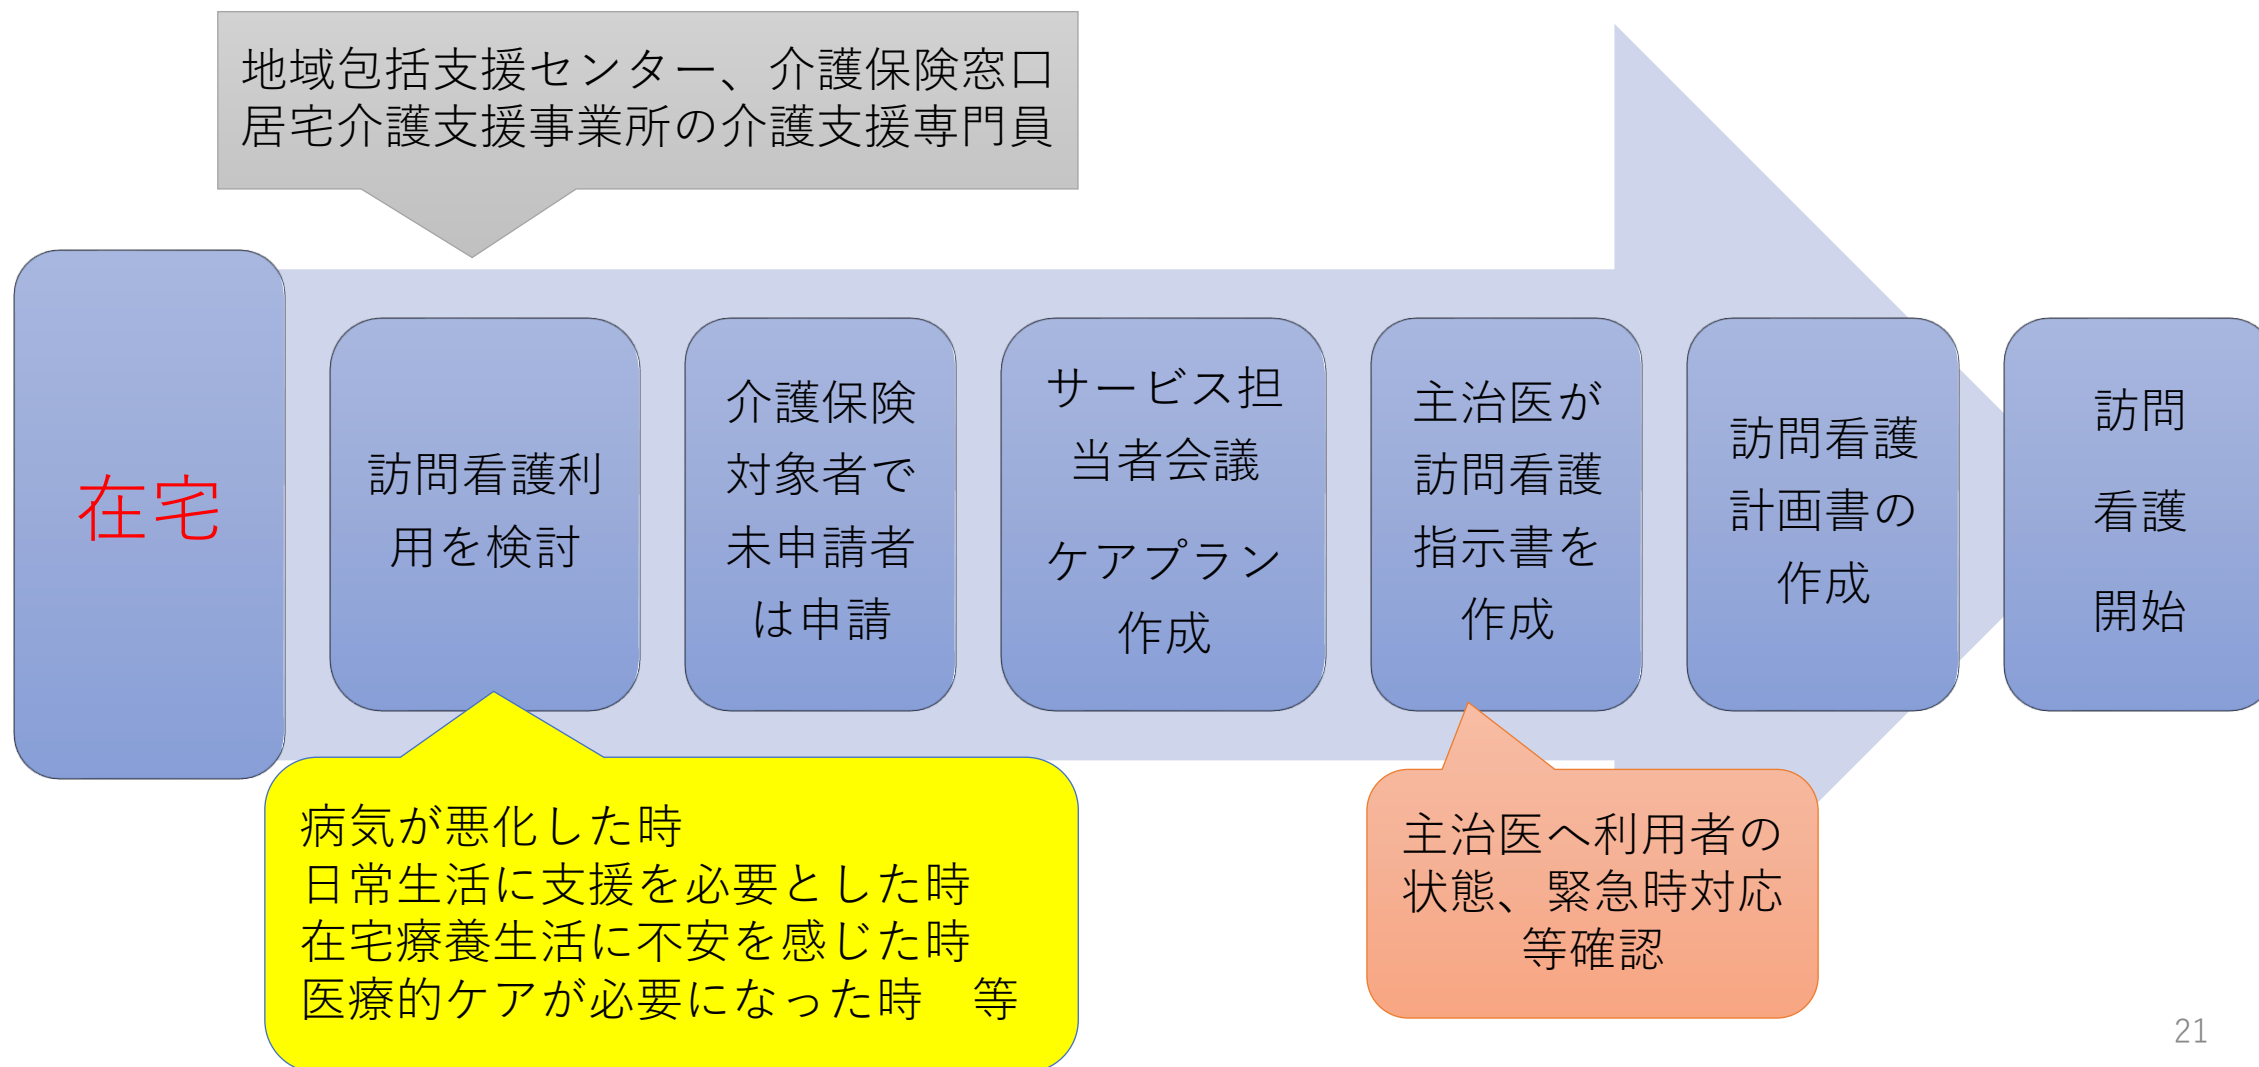 地域包括支援センター、介護保険窓口
居宅介護支援事業所の介護支援専門員
在宅
訪問看護利
用を検討
介護保険
対象者で
未申請者
は申請
サービス担
当者会議
ケアプラン
作成
主治医が
訪問看護
指示書を
作成
訪問看護
計画書の
作成
訪問
看護
開始
病気が悪化した時
日常生活に支援を必要とした時
在宅療養生活に不安を感じた時
医療的ケアが必要になった時　等
主治医へ利用者の
状態、緊急時対応
等確認
21